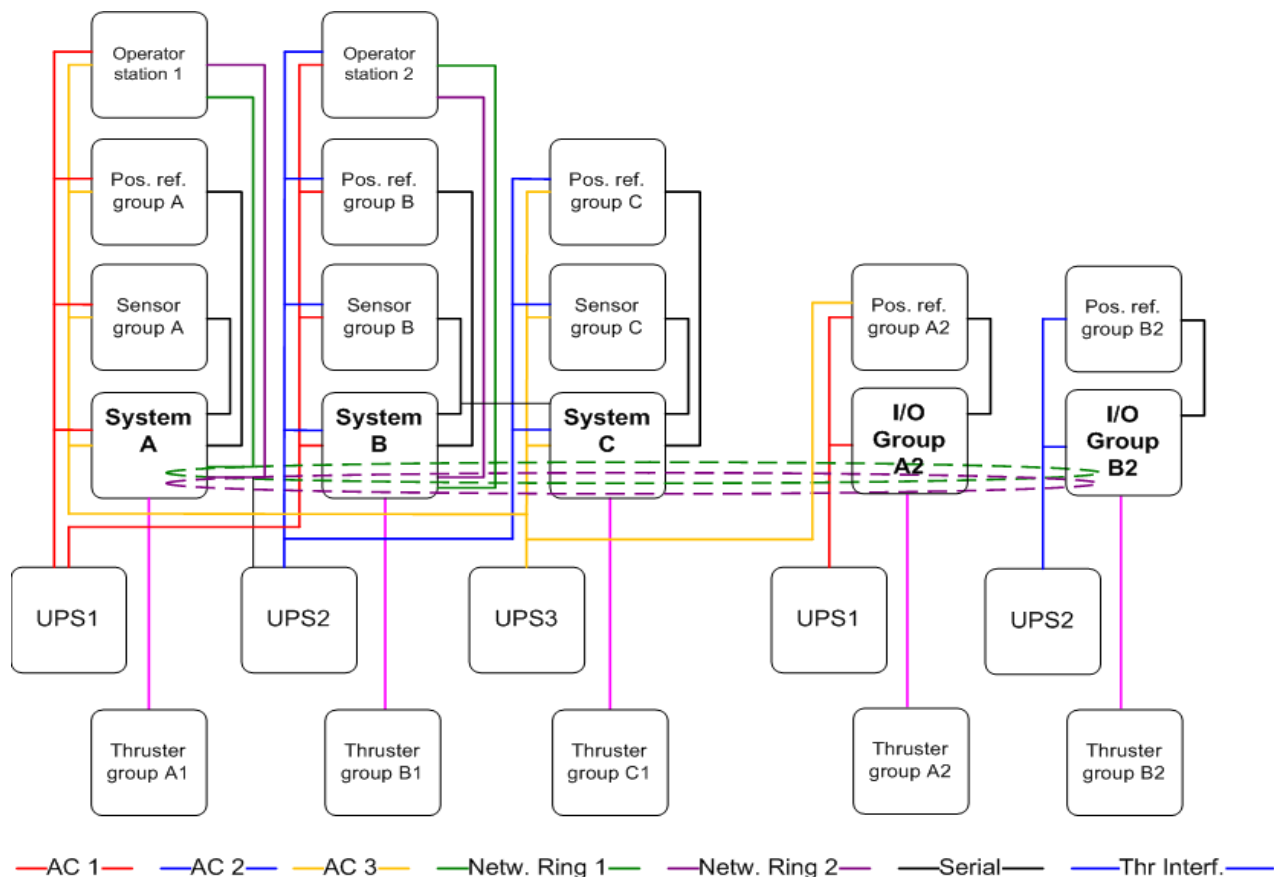 Operator
station 1
Operator
station 2
Pos. ref.
group A
Pos. ref.
group B
Pos. ref.
group C
Sensor
group A
Sensor
group B
Sensor
group C
Pos. ref.
group A2
Pos. ref.
group B2
System
A
System
B
System
C
I/O
Group
A2
I/O
Group
B2
UPS1
UPS2
UPS3
UPS1
UPS2
Thruster
group A1
Thruster
group B1
Thruster
group C1
Thruster
group A2
Thruster
group B2
AC 1
AC 2
AC 3
Netw. Ring 1
Netw. Ring 2
Serial
Thr Interf.